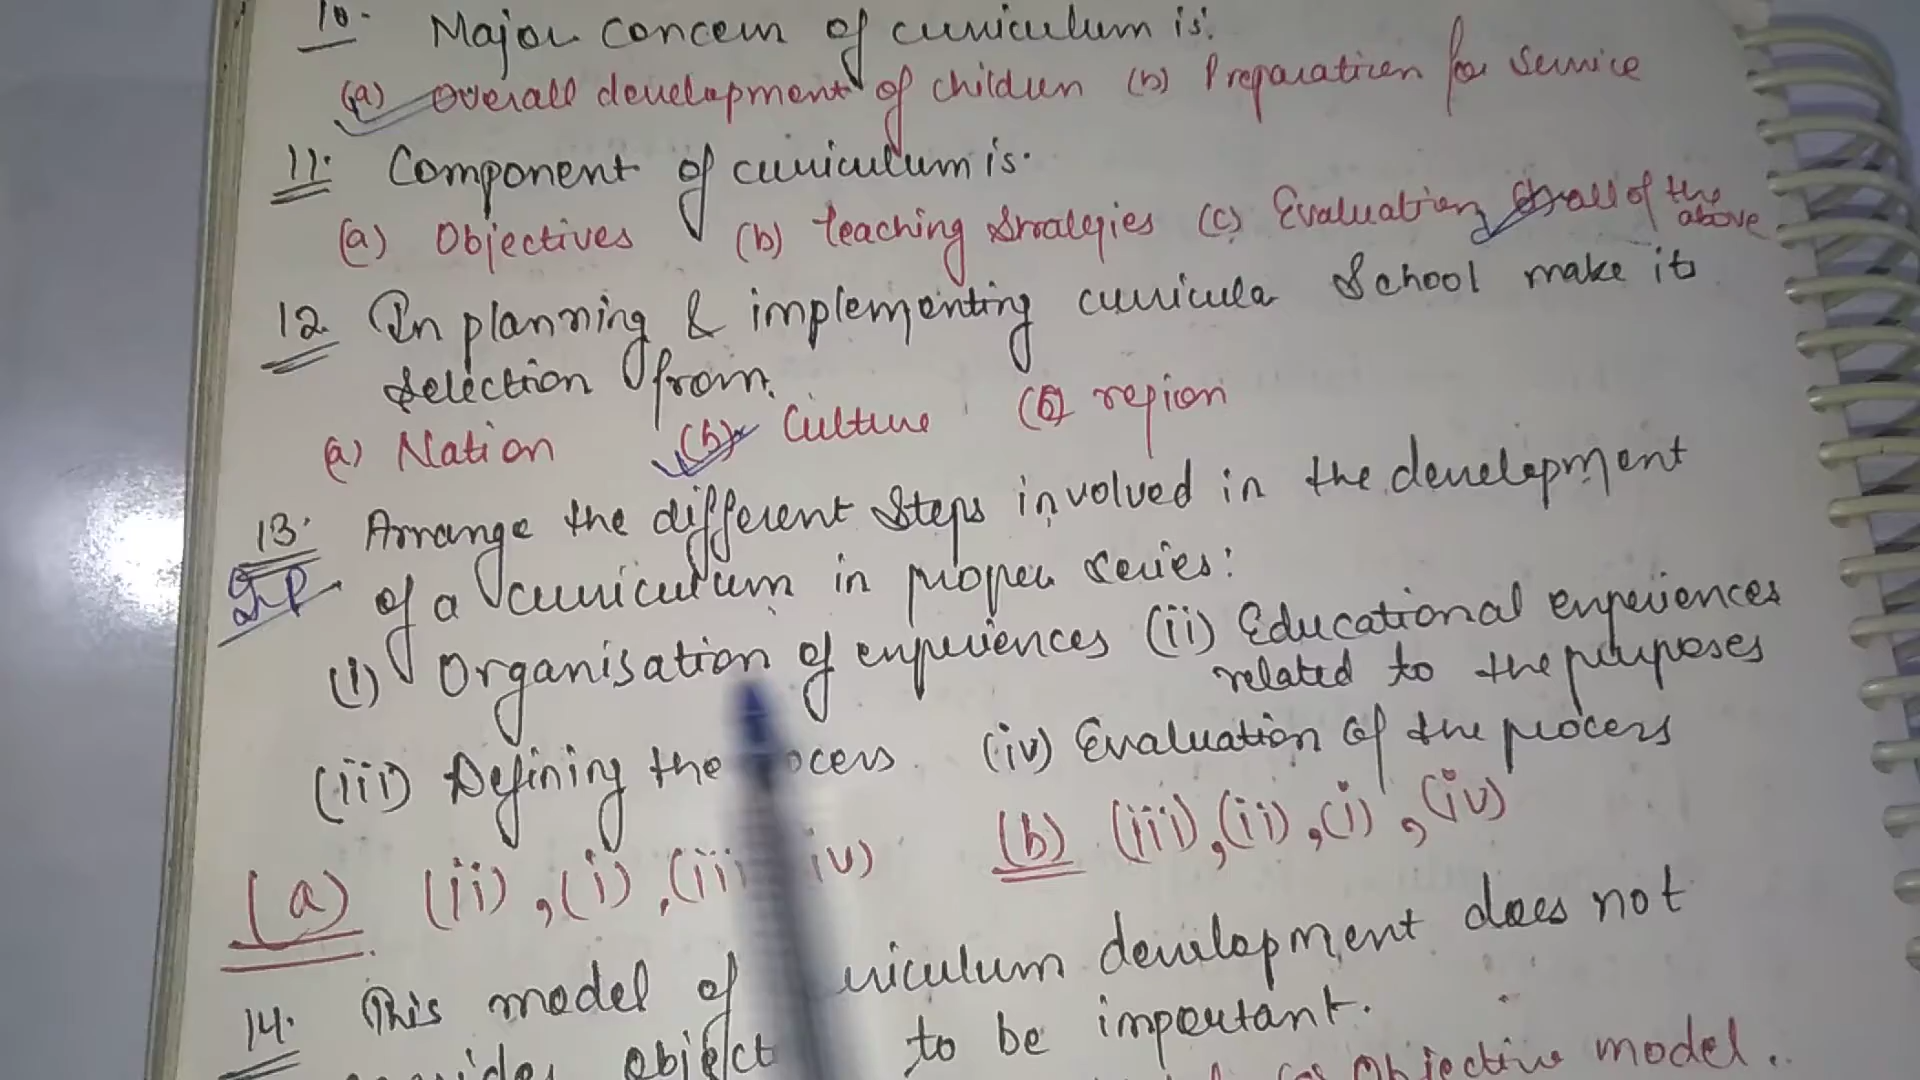 10. Major concern of curriculum is.
(a) Overall development of children (b) Preparation for Service
11. Component of curriculum is.
(a) Objectives (b) teaching Strategies (c) Evaluation (d) all of the above
12. In planning & implementing curricula School make its
selection from.
(a) Nation (b) Culture (c) region
13. Arrange the different Steps involved in the development
Imp of a curriculum in proper series:
(i) Organisation of experiences (ii) Educational experiences
related to the purposes
(iii) Defining the (iv) Evaluation of the process
(a) (ii), (i), (iii iv) (b) (iii), (ii), (i), (iv)
14. This model of development does not
to be important.
Objective model.